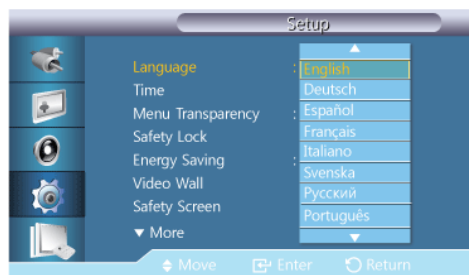 Setup
Language : English
Time Deutsch
Menu Transparency : Español
Safety Lock Français
Energy Saving : Italiano
Video Wall Svenska
Safety Screen Русский
▼ More Português
Move Enter Return